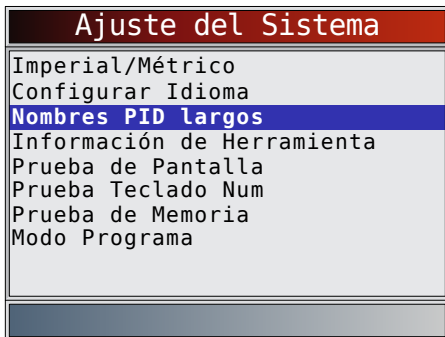 Ajuste del Sistema
Imperial/Métrico
Configurar Idioma
Nombres PID largos
Información de Herramienta
Prueba de Pantalla
Prueba Teclado Num
Prueba de Memoria
Modo Programa